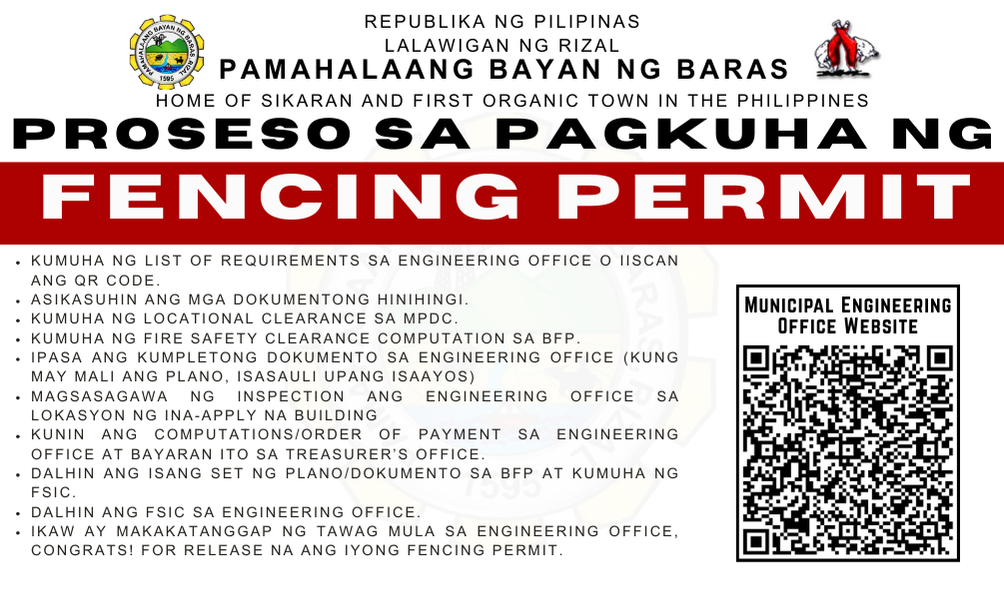 REPUBLIKA NG PILIPINAS
LALAWIGAN NG RIZAL
PAMAHALAANG BAYAN NG BARAS
HOME OF SIKARAN AND FIRST ORGANIC TOWN IN THE PHILIPPINES
PAMAHALAANG BAYAN NG BARAS RIZAL
1595
PROSESO SA PAGKUHA NG
FENCING PERMIT
• KUMUHA NG LIST OF REQUIREMENTS SA ENGINEERING OFFICE O IISCAN
ANG QR CODE.
• ASIKASUHIN ANG MGA DOKUMENTONG HINIHINGI.
• KUMUHA NG LOCATIONAL CLEARANCE SA MPDC.
• KUMUHA NG FIRE SAFETY CLEARANCE COMPUTATION SA BFP.
• IPASA ANG KUMPLETONG DOKUMENTO SA ENGINEERING OFFICE (KUNG
MAY MALI ANG PLANO, ISASAULI UPANG ISAAYOS)
• MAGSASAGAWA NG INSPECTION ANG ENGINEERING OFFICE SA
LOKASYON NG INA-APPLY NA BUILDING
• KUNIN ANG COMPUTATIONS/ORDER OF PAYMENT SA ENGINEERING
OFFICE AT BAYARAN ITO SA TREASURER'S OFFICE.
• DALHIN ANG ISANG SET NG PLANO/DOKUMENTO SA BFP AT KUMUHA NG
FSIC.
• DALHIN ANG FSIC SA ENGINEERING OFFICE.
• IKAW AY MAKAKATANGGAP NG TAWAG MULA SA ENGINEERING OFFICE,
CONGRATS! FOR RELEASE NA ANG IYONG FENCING PERMIT.
1595
MUNICIPAL ENGINEERING
OFFICE WEBSITE